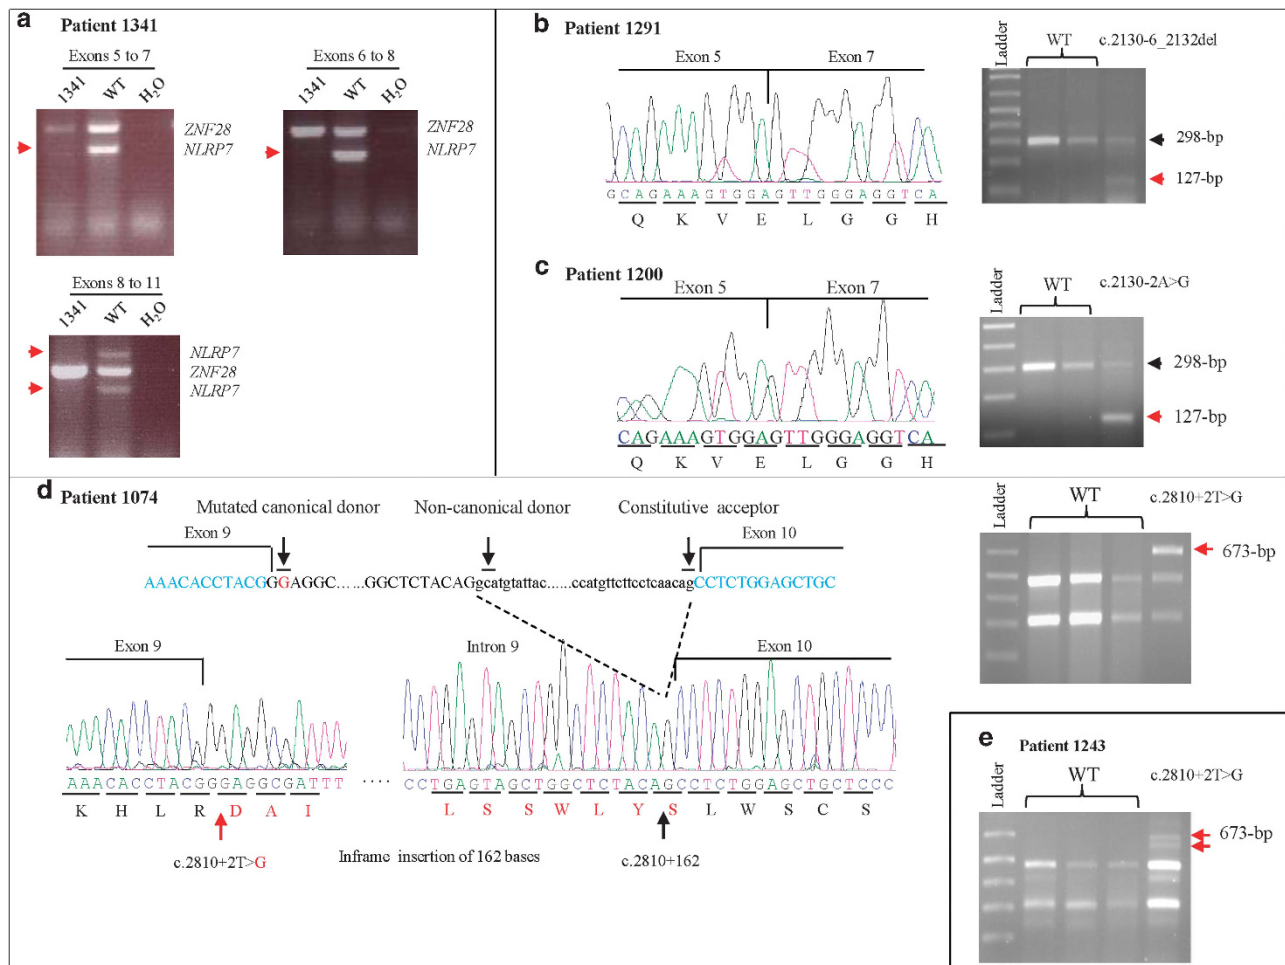 a
Patient 1341
Exons 5 to 7
1341 WT H2O
ZNF28
NLRP7
Exons 6 to 8
1341 WT H2O
ZNF28
NLRP7
Exons 8 to 11
1341 WT H2O
NLRP7
ZNF28
NLRP7
b
Patient 1291
Exon 5 Exon 7
GCAGAAAGTGGAGTTGGGAGGTCA
Q K V E L G G H
Ladder
WT
c.2130-6_2132del
298-bp
127-bp
c
Patient 1200
Exon 5 Exon 7
CAGAAAGTGGAGTTGGGAGGTCA
Q K V E L G G H
Ladder
WT
c.2130-2A>G
298-bp
127-bp
d
Patient 1074
Mutated canonical donor Non-canonical donor Constitutive acceptor
Exon 9 Exon 10
AAACACCTACGGGAGGC......GGCTCTACAGgcatgtattac......ccatgttcttcctcaacagCCTCTGGAGCTGC
Exon 9 Intron 9 Exon 10
AAACACCTACGGGAGGCGATTT ..... CCTGAGTAGCTGGCTCTACAGCCTCTGGAGCTGCTCCC
K H L R D A I L S S W L Y S L W S C S
c.2810+2T>G Inframe insertion of 162 bases c.2810+162
Ladder
WT
c.2810+2T>G
673-bp
e
Patient 1243
Ladder
WT
c.2810+2T>G
673-bp